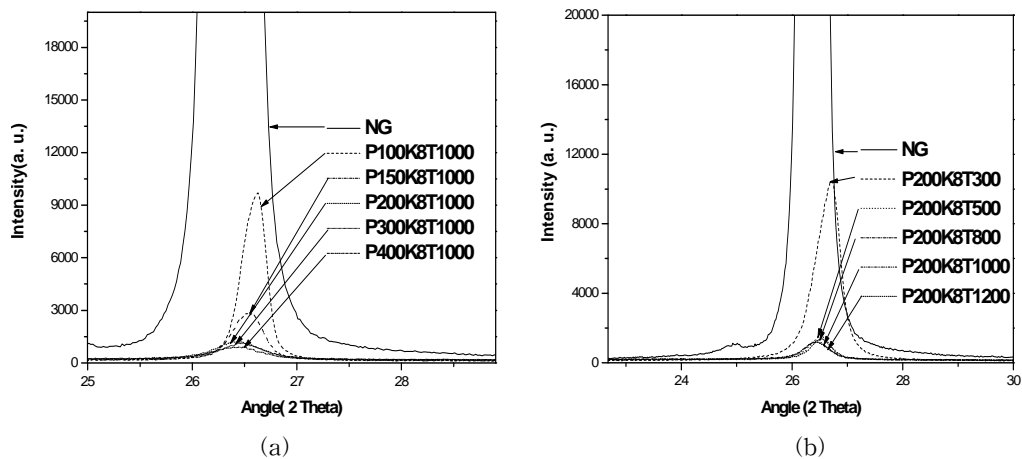 18000
15000
12000
9000
6000
3000
0
Intensity(a. u.)
25
26
27
28
Angle( 2 Theta)
NG
P100K8T1000
P150K8T1000
P200K8T1000
P300K8T1000
P400K8T1000
(a)
20000
16000
12000
8000
4000
0
Intensity (a. u.)
24
26
28
30
Angle (2 Theta)
NG
P200K8T300
P200K8T500
P200K8T800
P200K8T1000
P200K8T1200
(b)